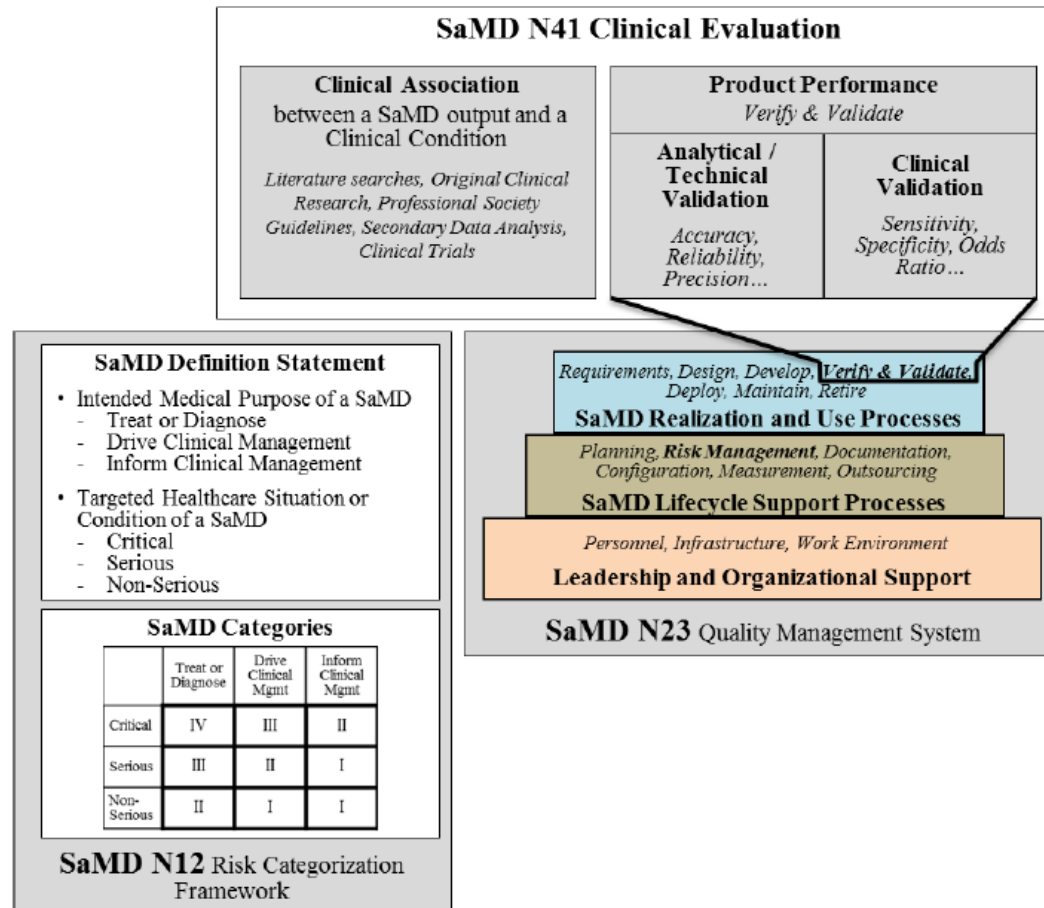 SaMD N41 Clinical Evaluation
Clinical Association
between a SaMD output and a
Clinical Condition
Literature searches, Original Clinical
Research, Professional Society
Guidelines, Secondary Data Analysis,
Clinical Trials
Product Performance
Verify & Validate
Analytical /
Technical
Validation
Accuracy,
Reliability,
Precision...
Clinical
Validation
Sensitivity,
Specificity, Odds
Ratio...
SaMD Definition Statement
• Intended Medical Purpose of a SaMD
- Treat or Diagnose
- Drive Clinical Management
- Inform Clinical Management
• Targeted Healthcare Situation or
Condition of a SaMD
- Critical
- Serious
- Non-Serious
SaMD Categories
Treat or
Diagnose
Drive
Clinical
Mgmt
Inform
Clinical
Mgmt
Critical IV III II
Serious III II I
Non-
Serious II I I
SaMD N12 Risk Categorization
Framework
Requirements, Design, Develop, Verify & Validate,
Deploy, Maintain, Retire
SaMD Realization and Use Processes
Planning, Risk Management, Documentation,
Configuration, Measurement, Outsourcing
SaMD Lifecycle Support Processes
Personnel, Infrastructure, Work Environment
Leadership and Organizational Support
SaMD N23 Quality Management System